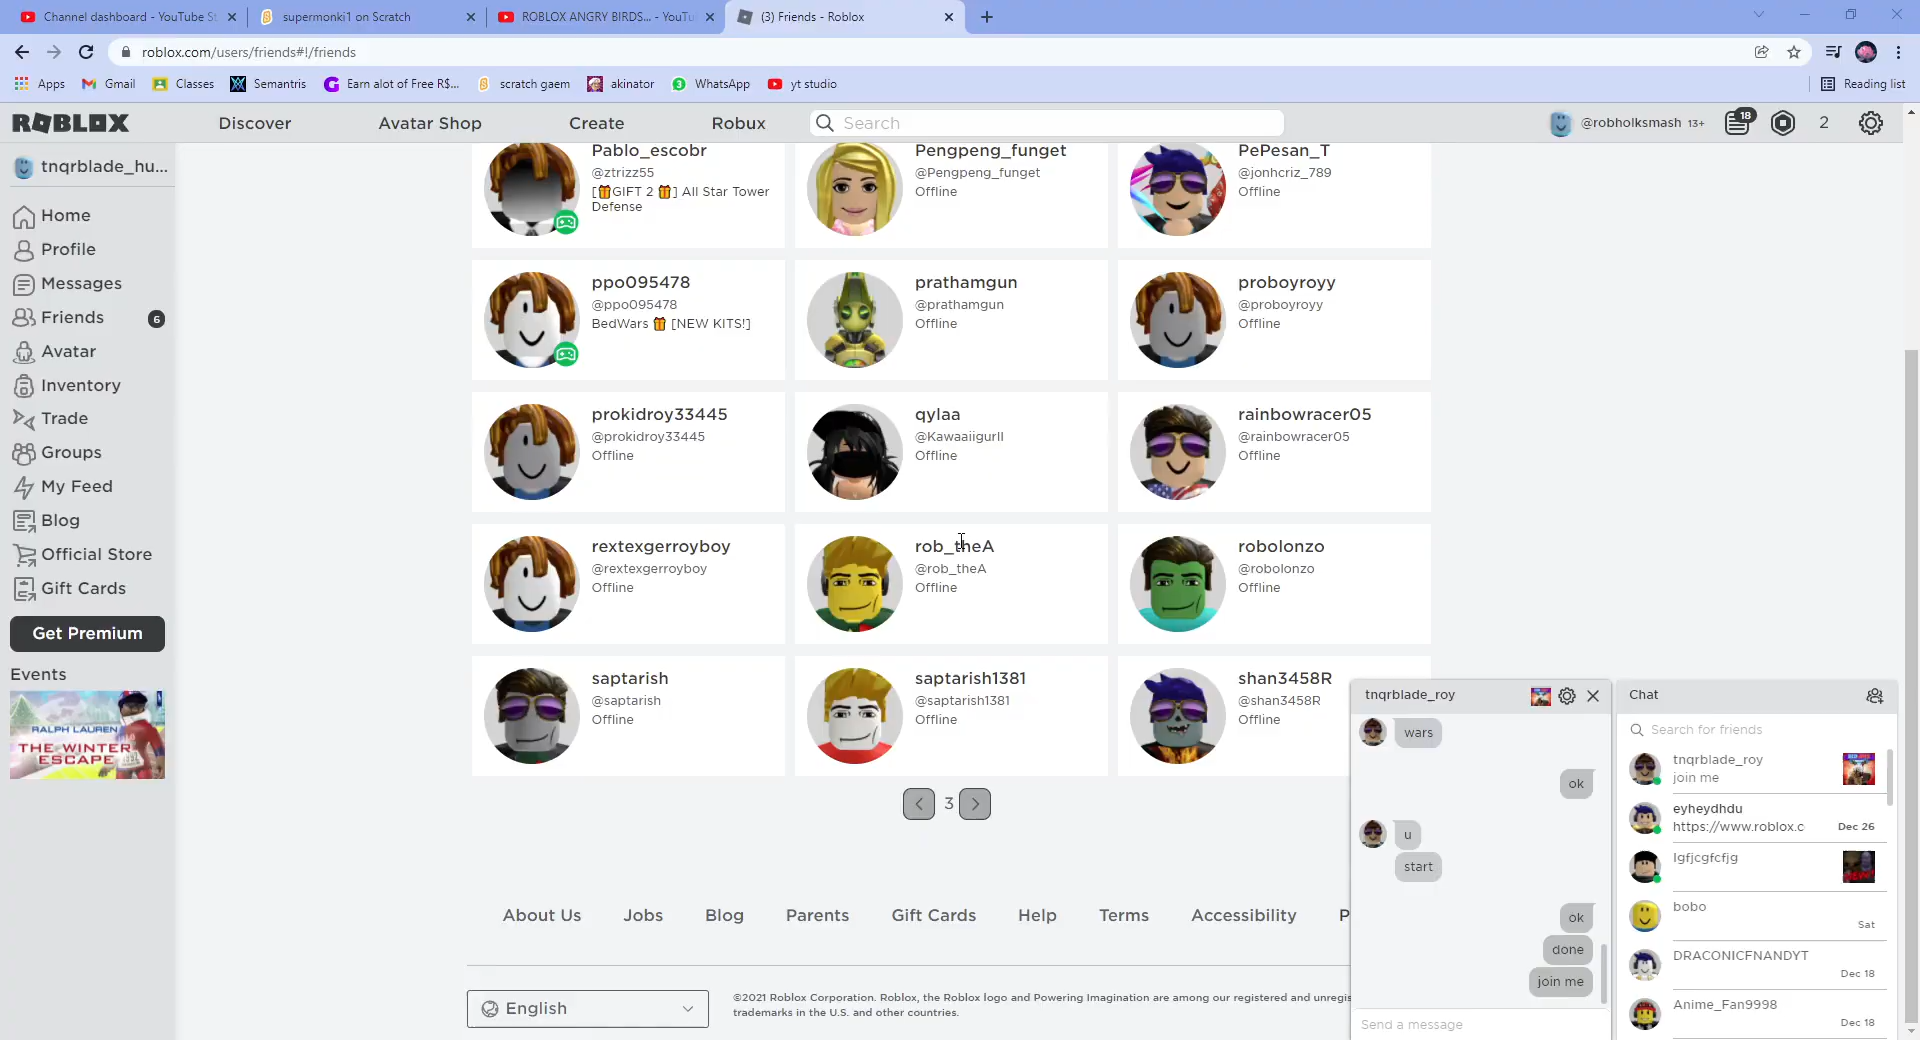 Channel dashboard - YouTube St
supermonki1 on Scratch
ROBLOX ANGRY BIRDS... - YouTu
(3) Friends - Roblox
roblox.com/users/friends#!/friends
Apps
Gmail
Classes
Semantris
Earn alot of Free R$...
scratch gaem
akinator
WhatsApp
yt studio
Reading list
ROBLOX
Discover
Avatar Shop
Create
Robux
Search
@robholksmash 13+
18
2
tnqrblade_hu...
Home
Profile
Messages
Friends
6
Avatar
Inventory
Trade
Groups
My Feed
Blog
Official Store
Gift Cards
Get Premium
Events
RALPH LAUREN
THE WINTER
ESCAPE
Pablo_escobr
@ztrizz55
[🎁GIFT 2 🎁] All Star Tower
Defense
Pengpeng_funget
@Pengpeng_funget
Offline
PePesan_T
@jonhcriz_789
Offline
ppo095478
@ppo095478
BedWars 🎁 [NEW KITS!]
prathamgun
@prathamgun
Offline
proboyroyy
@proboyroyy
Offline
prokidroy33445
@prokidroy33445
Offline
qylaa
@Kawaaiigurll
Offline
rainbowracer05
@rainbowracer05
Offline
rextexgerroyboy
@rextexgerroyboy
Offline
rob_theA
@rob_theA
Offline
robolonzo
@robolonzo
Offline
saptarish
@saptarish
Offline
saptarish1381
@saptarish1381
Offline
shan3458R
@shan3458R
Offline
3
About Us
Jobs
Blog
Parents
Gift Cards
Help
Terms
Accessibility
P
English
©2021 Roblox Corporation. Roblox, the Roblox logo and Powering Imagination are among our registered and unregis
trademarks in the U.S. and other countries.
tnqrblade_roy
wars
ok
u
start
ok
done
join me
Send a message
Chat
Search for friends
tnqrblade_roy
join me
eyheydhdu
https://www.roblox.c
Dec 26
lgfjcgfcfjg
bobo
Sat
DRACONICFNANDYT
Dec 18
Anime_Fan9998
Dec 18